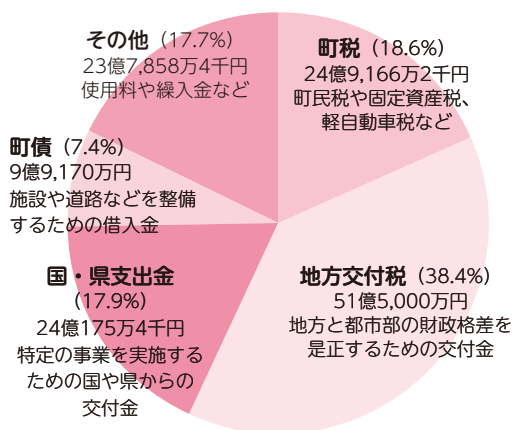 町税（18.6%）
24億9,166万2千円
町民税や固定資産税、
軽自動車税など
地方交付税（38.4%）
51億5,000万円
地方と都市部の財政格差を
是正するための交付金
国・県支出金
（17.9%）
24億175万4千円
特定の事業を実施する
ための国や県からの
交付金
町債（7.4%）
9億9,170万円
施設や道路などを整備
するための借入金
その他（17.7%）
23億7,858万4千円
使用料や繰入金など